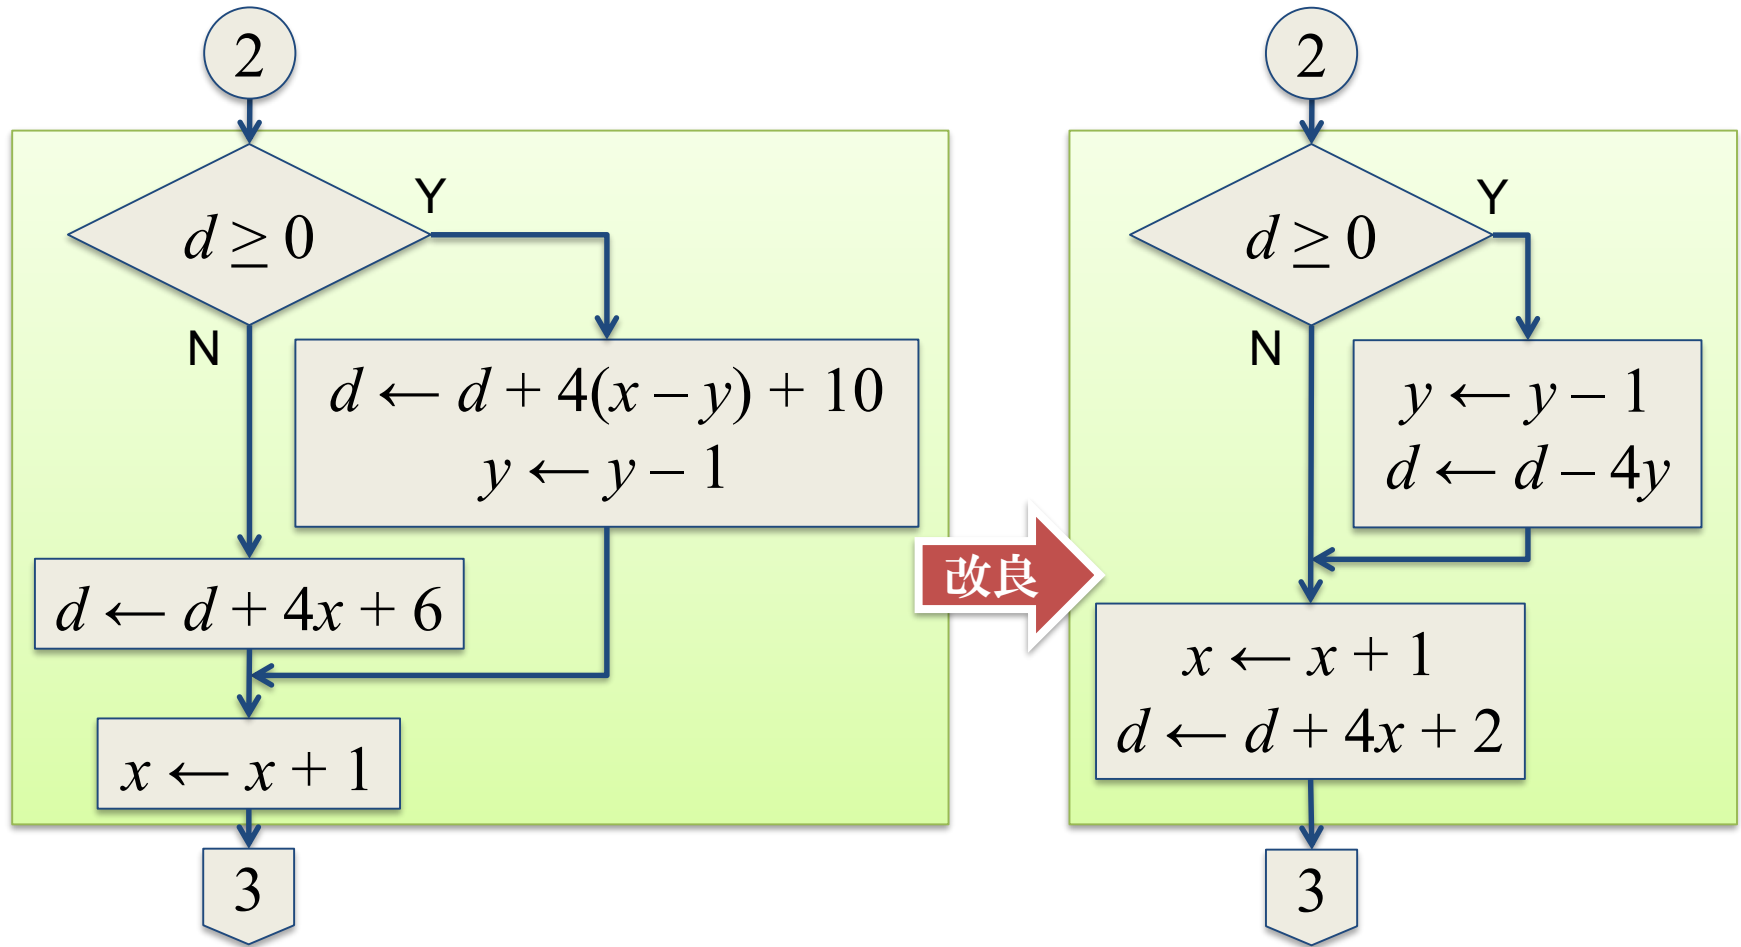 2
d ≥ 0
Y
N
d ← d + 4(x – y) + 10
y ← y – 1
d ← d + 4x + 6
x ← x + 1
3
改良
2
d ≥ 0
Y
N
y ← y – 1
d ← d – 4y
x ← x + 1
d ← d + 4x + 2
3